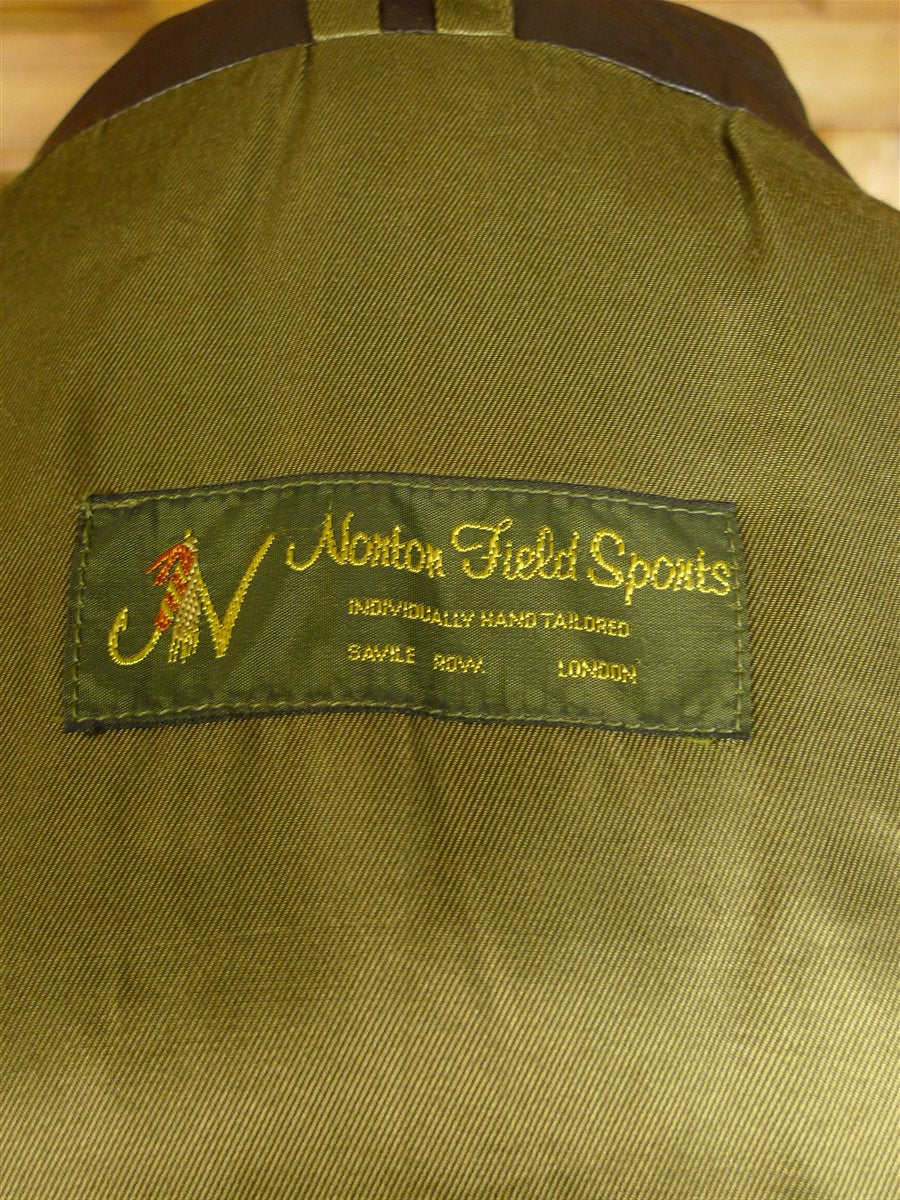 N
Norton Field Sports
INDIVIDUALLY HAND TAILORED
SAVILE ROW LONDON